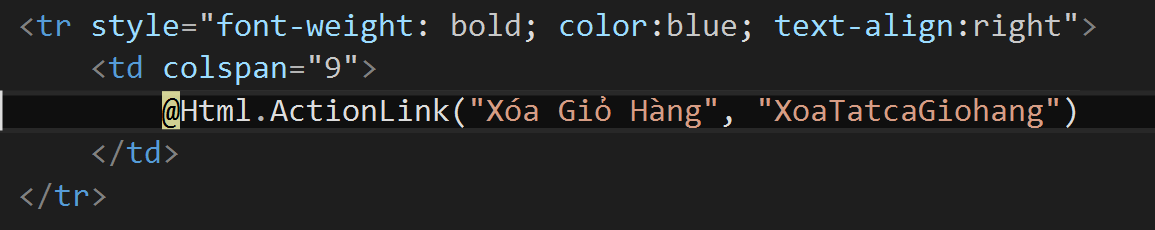 <tr style="font-weight: bold; color:blue; text-align:right">
    <td colspan="9">
        @Html.ActionLink("Xóa Giỏ Hàng", "XoaTatcaGiohang")
    </td>
</tr>